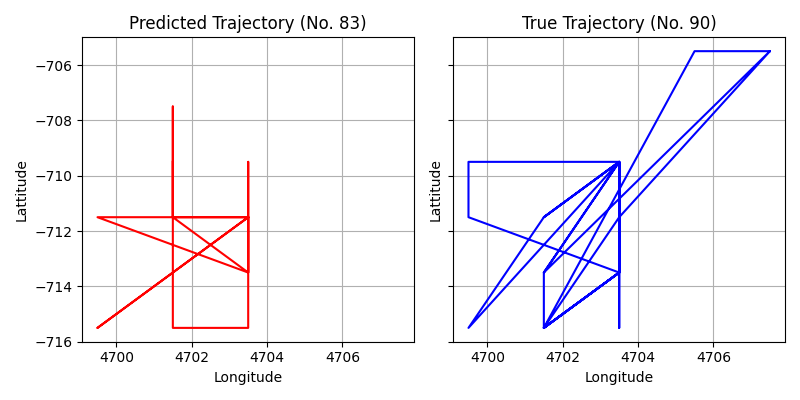 Predicted Trajectory (No. 83)
True Trajectory (No. 90)
−706
−708
−710
−712
−714
−716
Lattitude
Lattitude
4700
4702
4704
4706
4700
4702
4704
4706
Longitude
Longitude